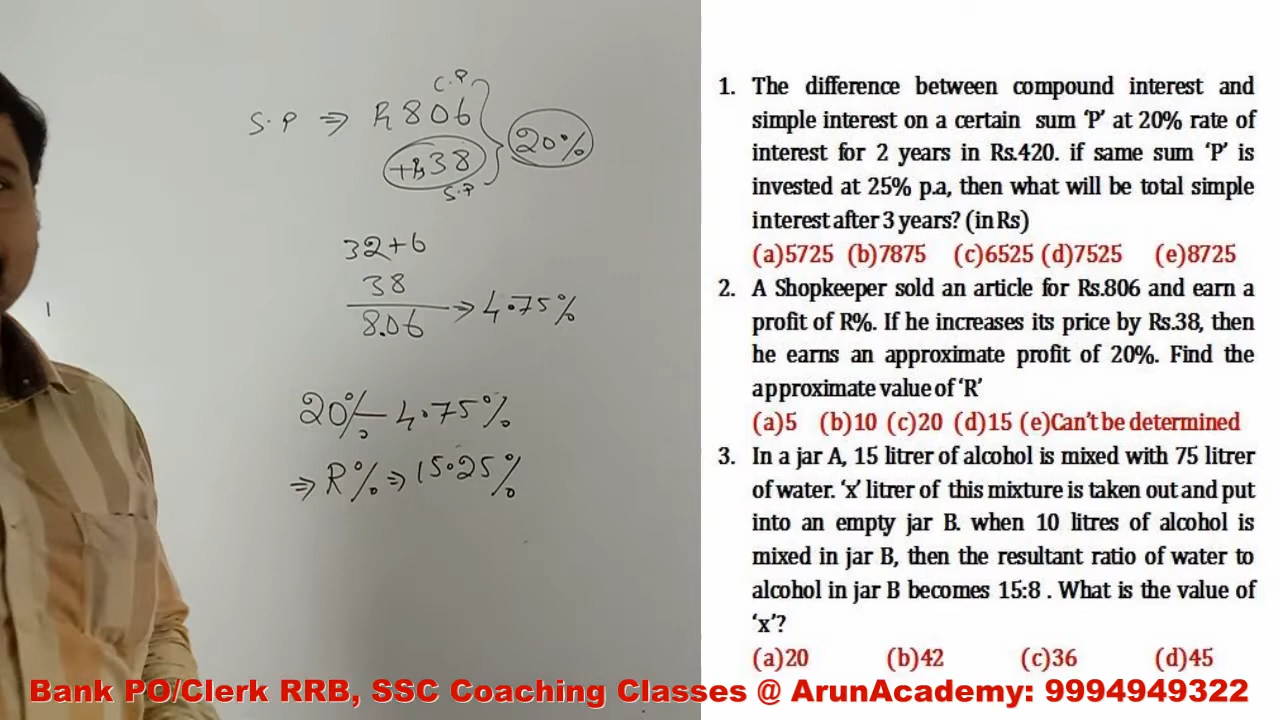 C.P
S.P ⇒ R 806
+R38
S.P
20%
32+6
38
8.06
→ 4.75%
20% - 4.75%
⇒ R% ⇒ 15.25%
1. The difference between compound interest and
simple interest on a certain sum ‘P’ at 20% rate of
interest for 2 years in Rs.420. if same sum ‘P’ is
invested at 25% p.a, then what will be total simple
interest after 3 years? (in Rs)
(a)5725 (b)7875 (c)6525 (d)7525 (e)8725
2. A Shopkeeper sold an article for Rs.806 and earn a
profit of R%. If he increases its price by Rs.38, then
he earns an approximate profit of 20%. Find the
approximate value of ‘R’
(a)5 (b)10 (c)20 (d)15 (e)Can’t be determined
3. In a jar A, 15 litrer of alcohol is mixed with 75 litrer
of water. ‘x’ litrer of this mixture is taken out and put
into an empty jar B. when 10 litres of alcohol is
mixed in jar B, then the resultant ratio of water to
alcohol in jar B becomes 15:8 . What is the value of
‘x’?
(a)20 (b)42 (c)36 (d)45
Bank PO/Clerk RRB, SSC Coaching Classes @ ArunAcademy: 9994949322